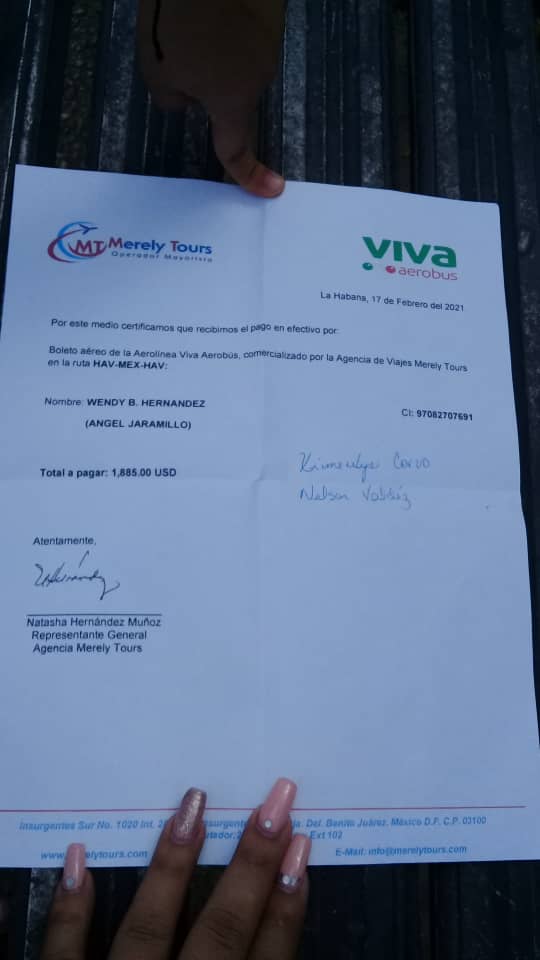 MT Merely Tours
Operador Mayorista
viva
aerobus
La Habana, 17 de Febrero del 2021
Por este medio certificamos que recibimos el pago en efectivo por:
Boleto aéreo de la Aerolínea Viva Aerobús, comercializado por la Agencia de Viajes Merely Tours
en la ruta HAV-MEX-HAV:
Nombre: WENDY B. HERNANDEZ
CI: 97082707691
(ANGEL JARAMILLO)
Total a pagar: 1,885.00 USD
Nelson
Atentamente,
Natasha Hernández Muñoz
Representante General
Agencia Merely Tours
Insurgentes Sur No. 1020 Int. Del. Benito Juárez. México D.F. C.P. 03100
Ext 102
E-Mail: info@merelytours.com